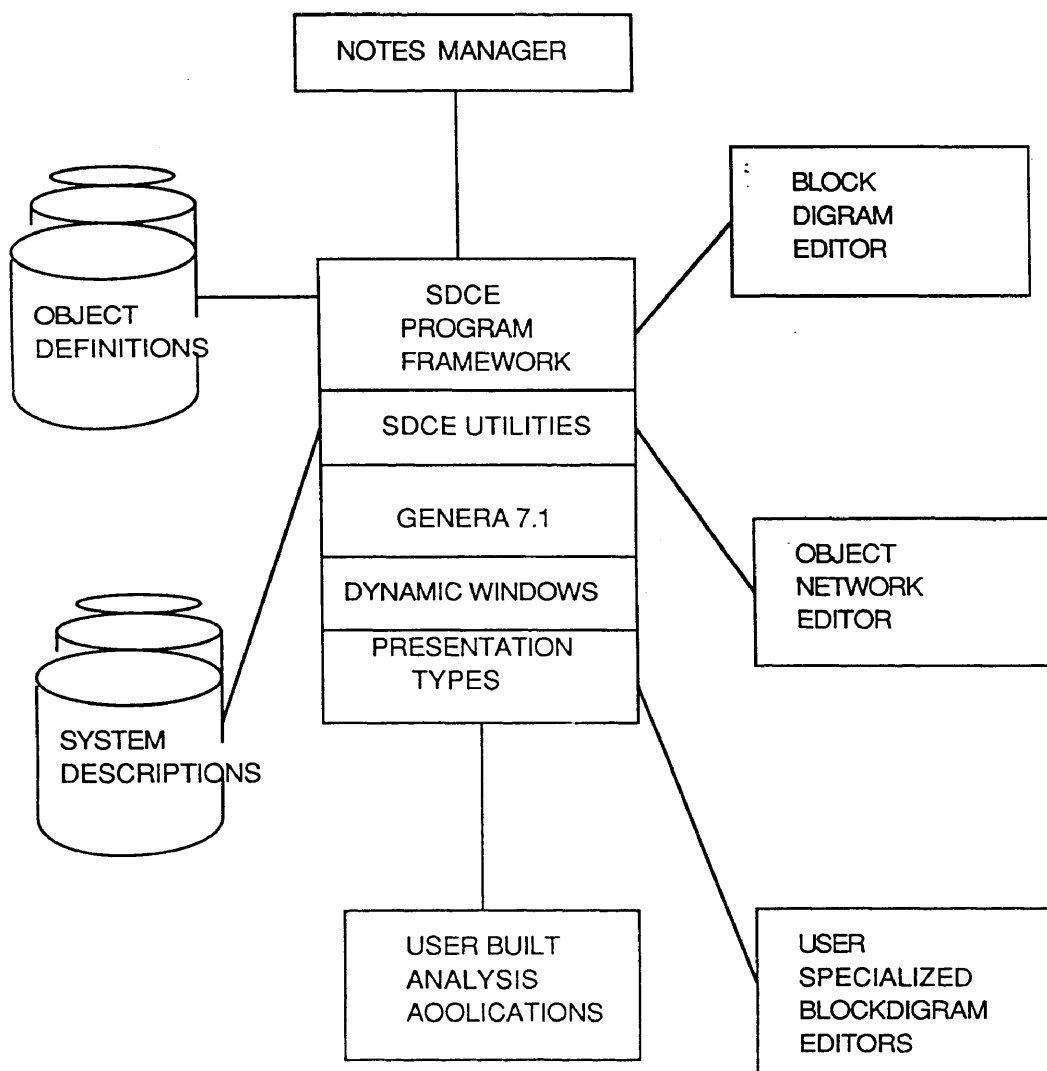 NOTES MANAGER
BLOCK
DIGRAM
EDITOR
OBJECT
DEFINITIONS
SDCE
PROGRAM
FRAMEWORK
SDCE UTILITIES
GENERA 7.1
DYNAMIC WINDOWS
PRESENTATION
TYPES
OBJECT
NETWORK
EDITOR
SYSTEM
DESCRIPTIONS
USER BUILT
ANALYSIS
AOOLICATIONS
USER
SPECIALIZED
BLOCKDIGRAM
EDITORS